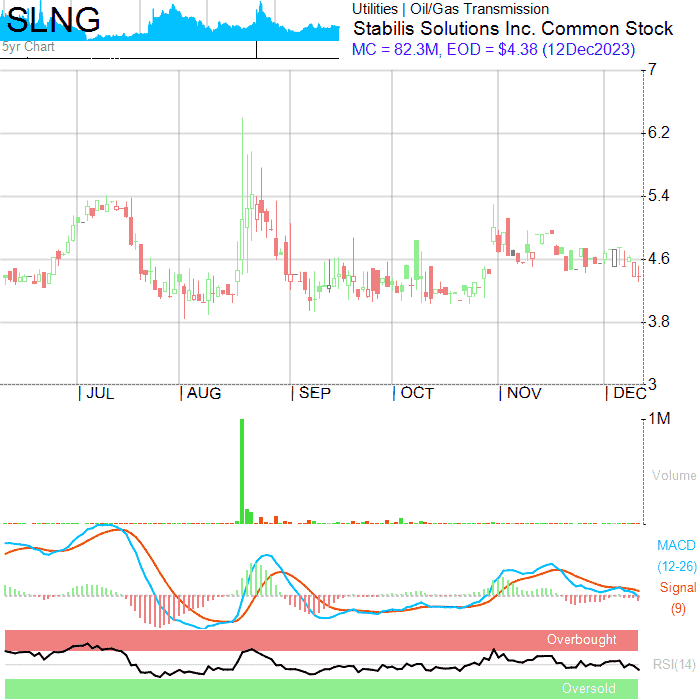 SLNG
5yr Chart
Utilities | Oil/Gas Transmission
Stabilis Solutions Inc. Common Stock
MC = 82.3M, EOD = $4.38 (12Dec2023)
7
6.2
5.4
4.6
3.8
3
JUL AUG SEP OCT NOV DEC
1M
Volume
MACD
(12-26)
Signal
(9)
Overbought
RSI(14)
Oversold